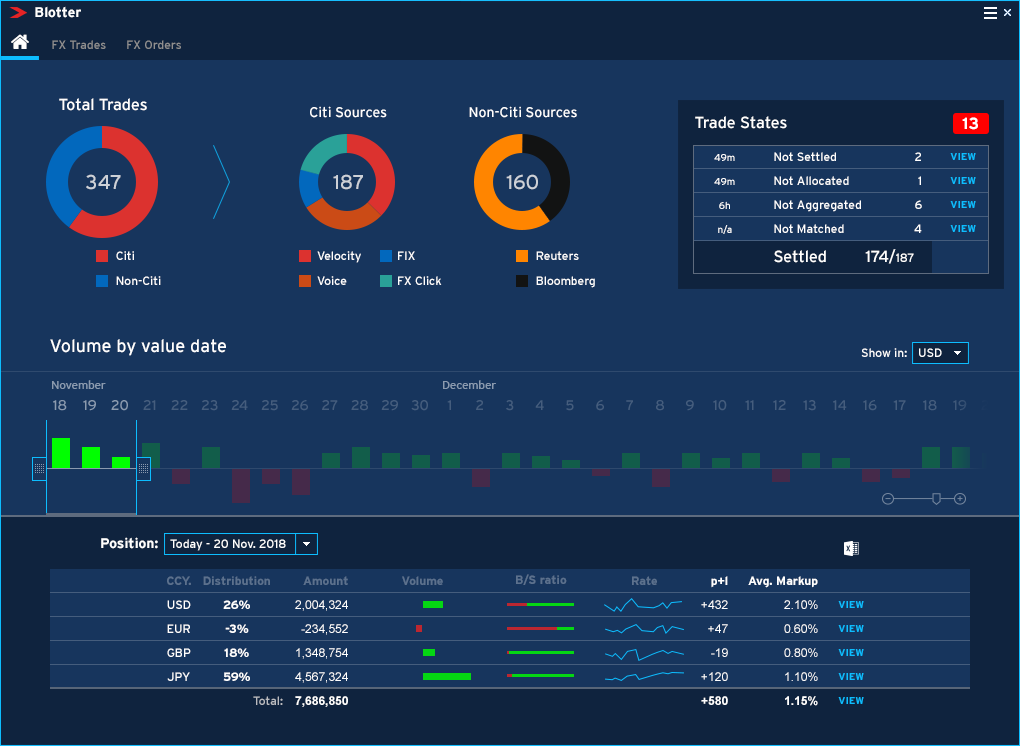 Blotter
FX Trades FX Orders
Total Trades
347
Citi
Non-Citi
Citi Sources
187
Velocity FIX
Voice FX Click
Non-Citi Sources
160
Reuters
Bloomberg
Trade States 13
49m Not Settled 2 VIEW
49m Not Allocated 1 VIEW
6h Not Aggregated 6 VIEW
n/a Not Matched 4 VIEW
Settled 174/187
Volume by value date
Show in: USD
November December
18 19 20 21 22 23 24 25 26 27 28 29 30 1 2 3 4 5 6 7 8 9 10 11 12 13 14 16 17 18 19
Position: Today - 20 Nov. 2018
CCY. Distribution Amount Volume B/S ratio Rate p+l Avg. Markup
USD 26% 2,004,324 +432 2.10% VIEW
EUR -3% -234,552 +47 0.60% VIEW
GBP 18% 1,348,754 -19 0.80% VIEW
JPY 59% 4,567,324 +120 1.10% VIEW
Total: 7,686,850 +580 1.15% VIEW